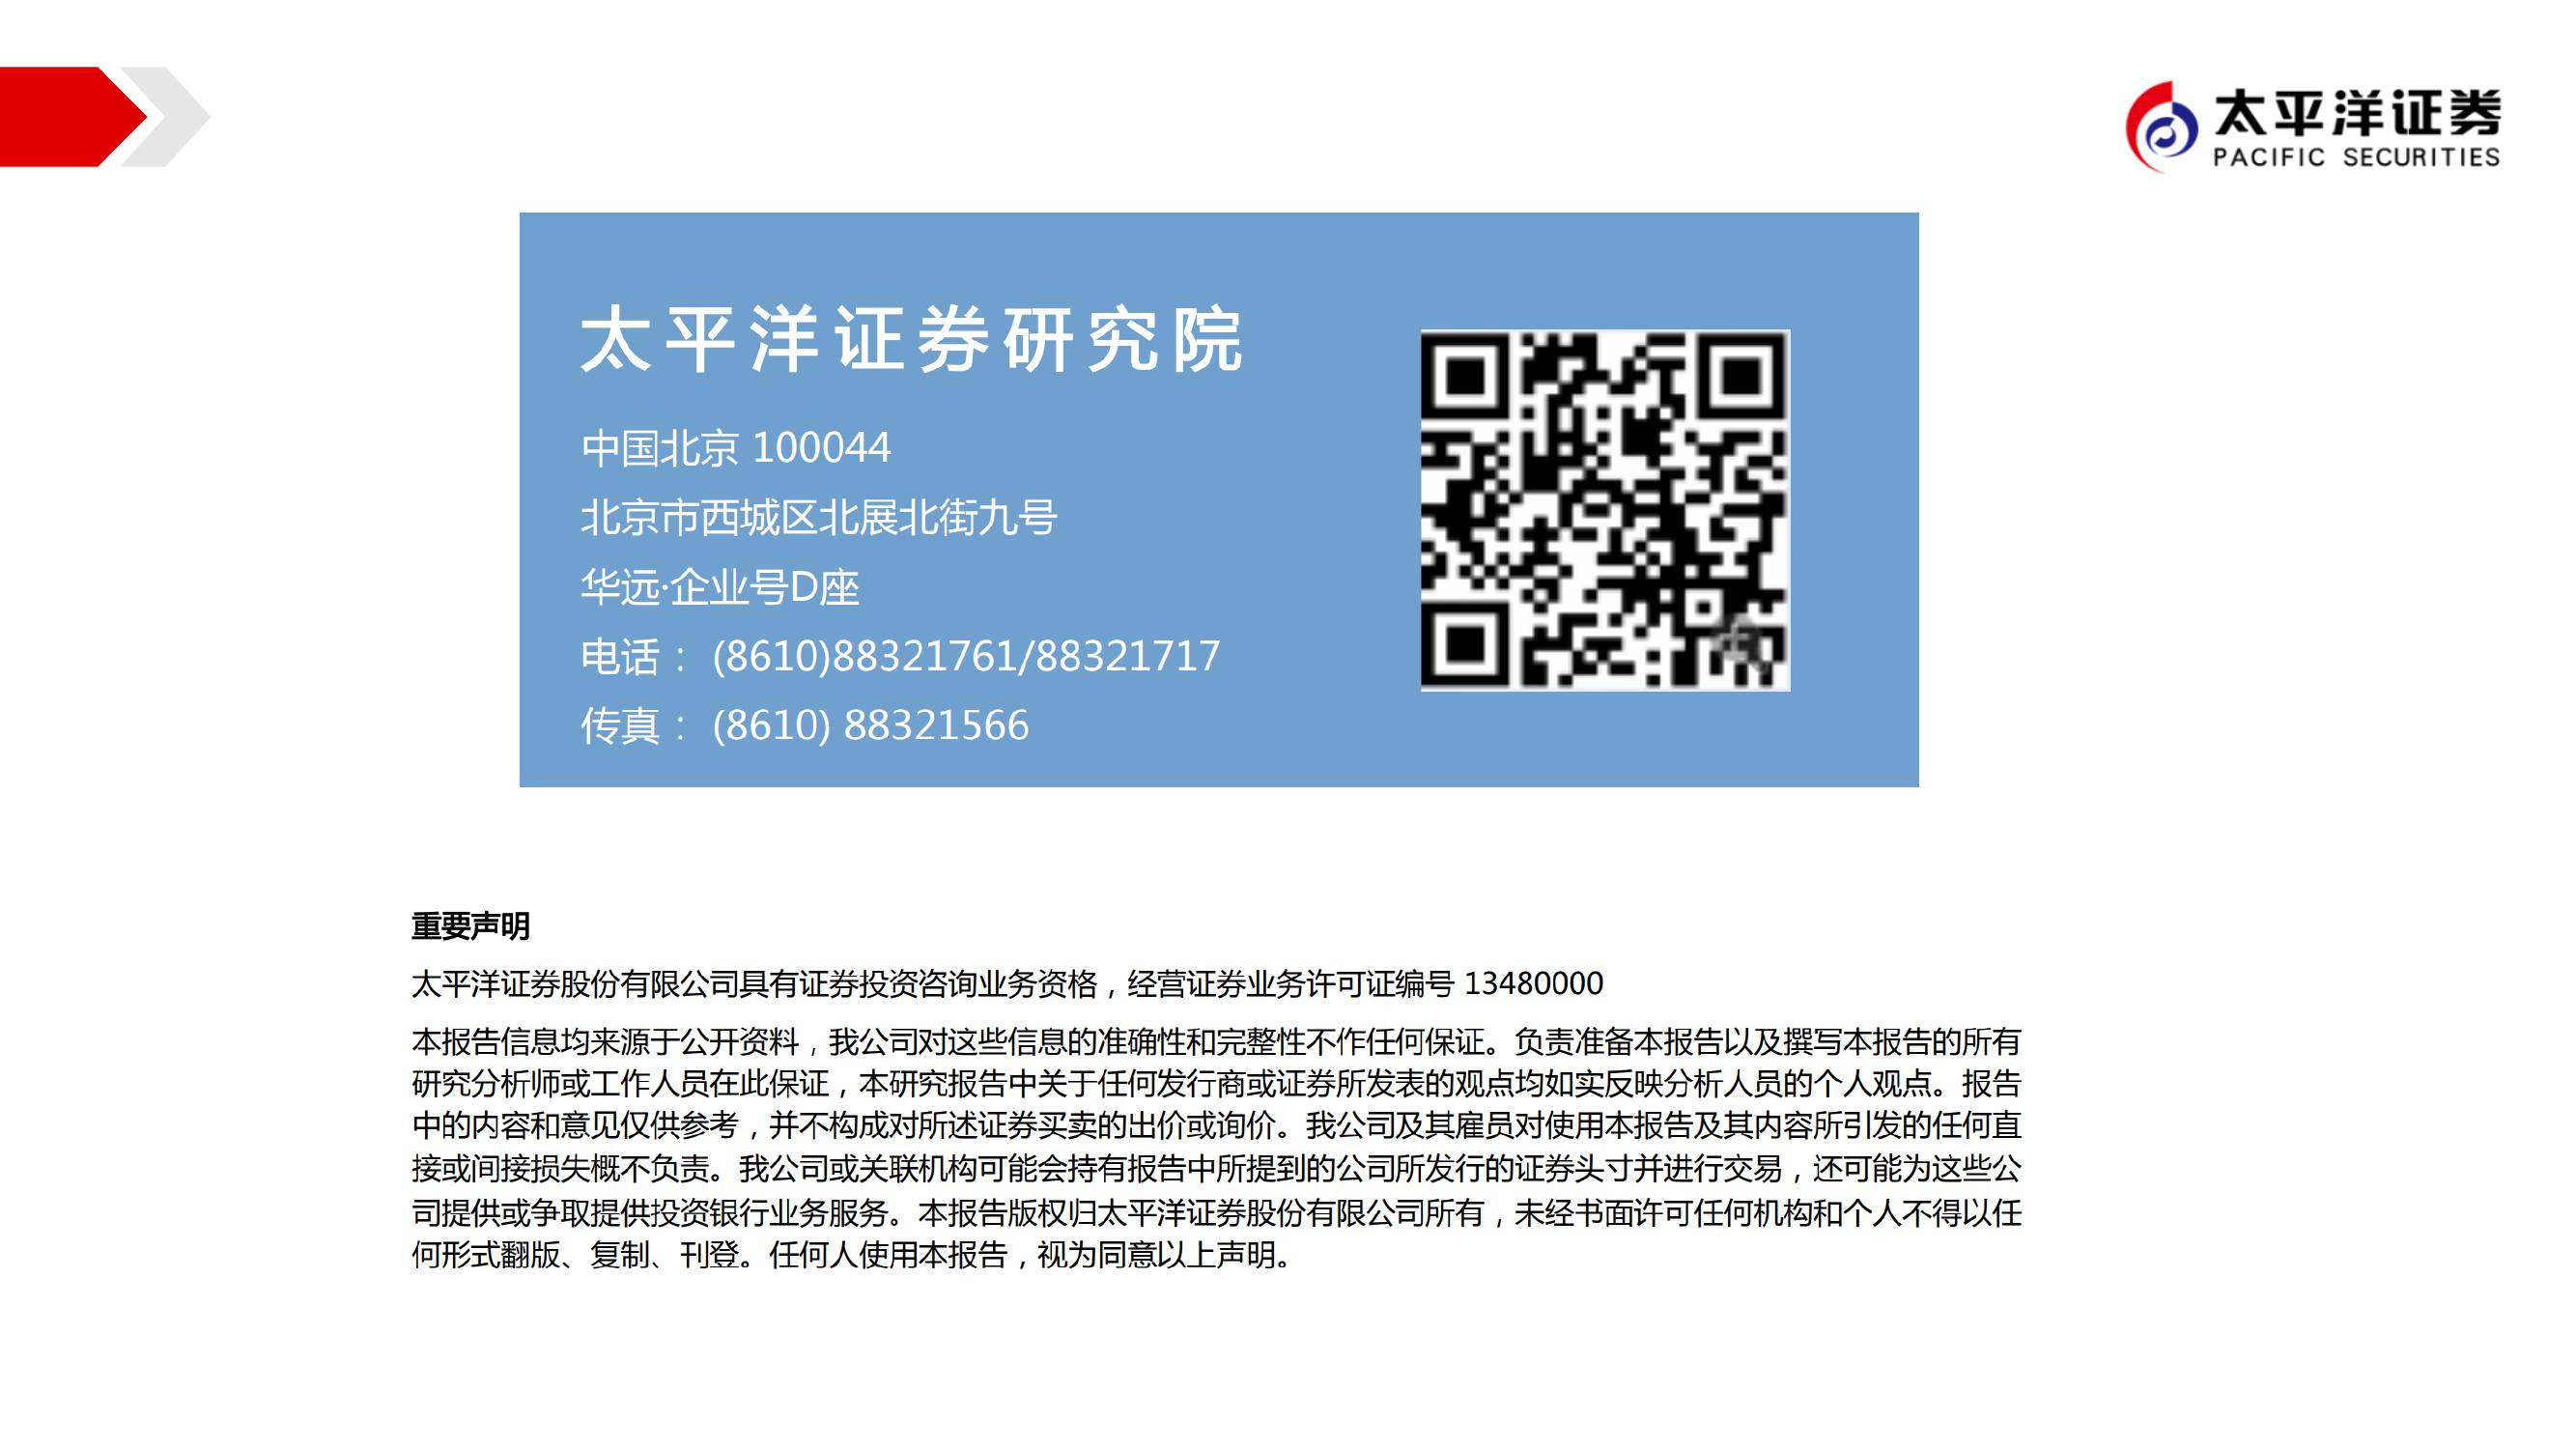 太平洋证券
PACIFIC SECURITIES
太平洋证券研究院
中国北京 100044
北京市西城区北展北街九号
华远·企业号D座
电话： (8610)88321761/88321717
传真： (8610) 88321566
重要声明
太平洋证券股份有限公司具有证券投资咨询业务资格，经营证券业务许可证编号 13480000
本报告信息均来源于公开资料，我公司对这些信息的准确性和完整性不作任何保证。负责准备本报告以及撰写本报告的所有
研究分析师或工作人员在此保证，本研究报告中关于任何发行商或证券所发表的观点均如实反映分析人员的个人观点。报告
中的内容和意见仅供参考，并不构成对所述证券买卖的出价或询价。我公司及其雇员对使用本报告及其内容所引发的任何直
接或间接损失概不负责。我公司或关联机构可能会持有报告中所提到的公司所发行的证券头寸并进行交易，还可能为这些公
司提供或争取提供投资银行业务服务。本报告版权归太平洋证券股份有限公司所有，未经书面许可任何机构和个人不得以任
何形式翻版、复制、刊登。任何人使用本报告，视为同意以上声明。